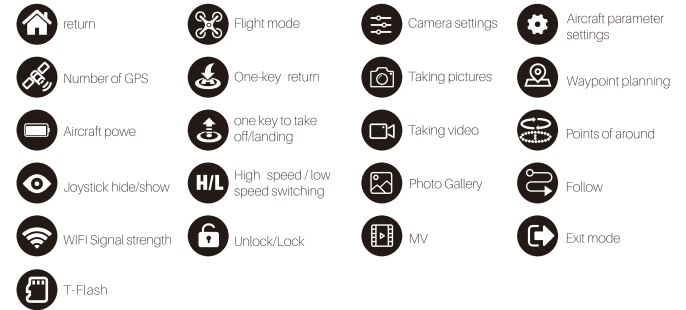 return
Flight mode
Camera settings
Aircraft parameter
settings
Number of GPS
One-key return
Taking pictures
Waypoint planning
Aircraft powe
one key to take
off/landing
Taking video
Points of around
Joystick hide/show
H/L
High speed / low
speed switching
Photo Gallery
Follow
WIFI Signal strength
Unlock/Lock
MV
Exit mode
T-Flash